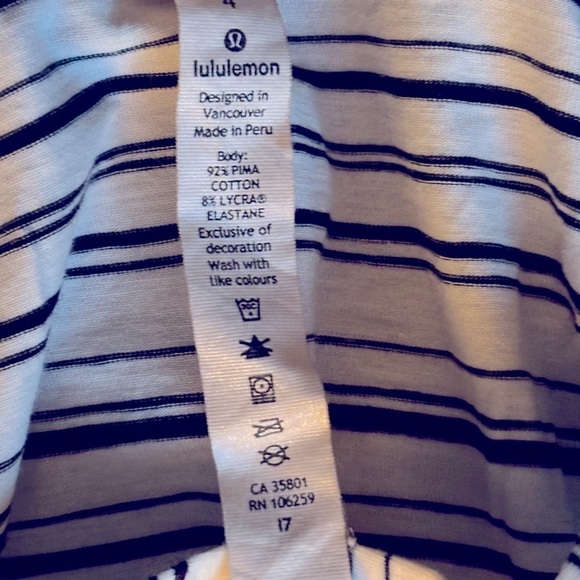 4
lululemon
Designed in
Vancouver
Made in Peru
Body:
92% PIMA
COTTON
8% LYCRA®
ELASTANE
Exclusive of
decoration
Wash with
like colours
CA 35801
RN 106259
17